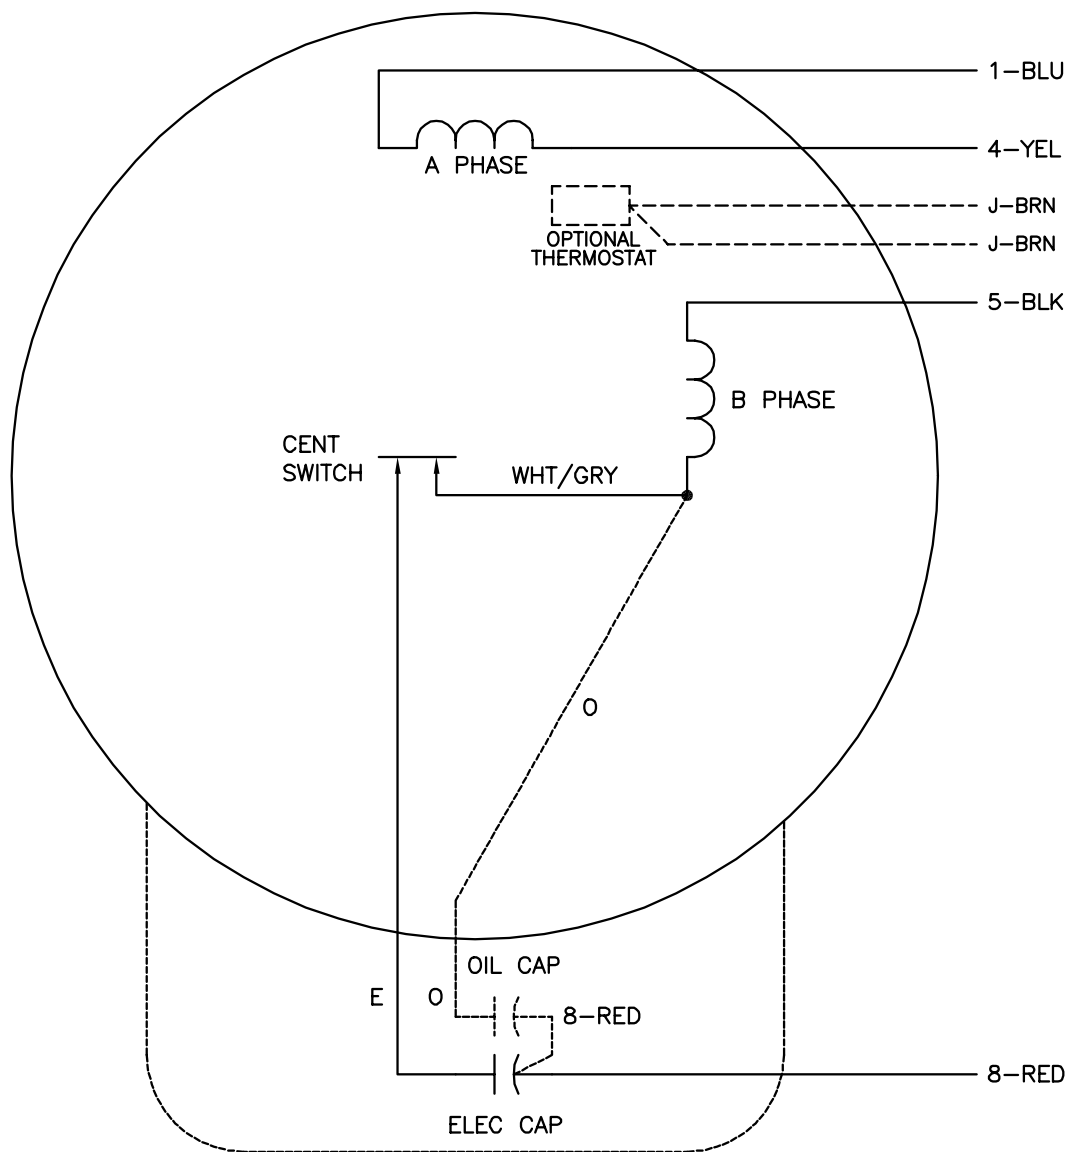 1-BLU
4-YEL
A PHASE
J-BRN
OPTIONAL
THERMOSTAT
J-BRN
5-BLK
B PHASE
CENT
SWITCH
WHT/GRY
O
OIL CAP
E
O
8-RED
8-RED
ELEC CAP